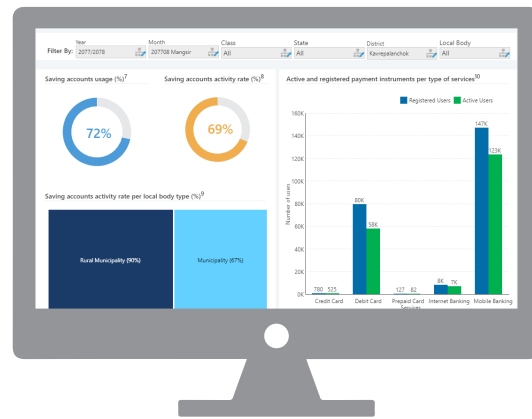 Filter By:
Year
2077/2078
Month
207708 Mangsir
Class
All
State
All
District
Kavrepalanchok
Local Body
All
Saving accounts usage (%)7
72%
Saving accounts activity rate (%)8
69%
Saving accounts activity rate per local body type (%)9
Rural Municipality (90%)
Municipality (67%)
Active and registered payment instruments per type of services10
Registered Users
Active Users
Number of users
160K
140K
120K
100K
80K
60K
40K
20K
0K
780
525
80K
58K
127
82
8K
7K
147K
123K
Credit Card
Debit Card
Prepaid Card
Internet Banking
Mobile Banking
Services